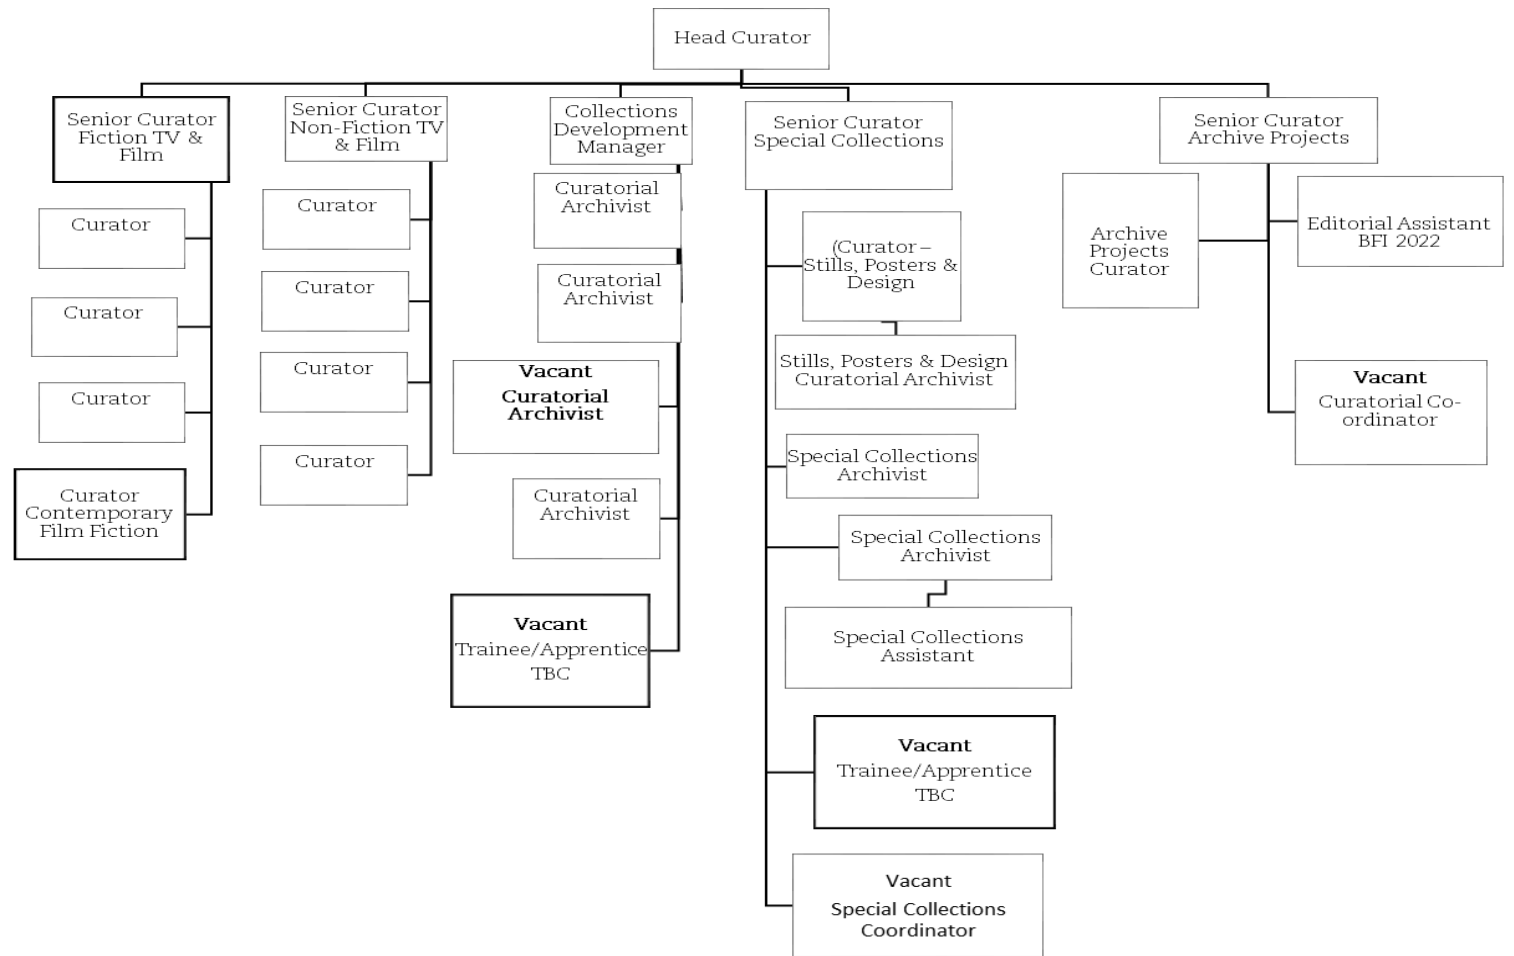 Head Curator
Senior Curator
Fiction TV &
Film
Curator
Curator
Curator
Curator
Contemporary
Film Fiction
Senior Curator
Non-Fiction TV
& Film
Curator
Curator
Curator
Curator
Collections
Development
Manager
Curatorial
Archivist
Curatorial
Archivist
Vacant
Curatorial
Archivist
Curatorial
Archivist
Vacant
Trainee/Apprentice
TBC
Senior Curator
Special Collections
(Curator –
Stills, Posters &
Design
Stills, Posters & Design
Curatorial Archivist
Special Collections
Archivist
Special Collections
Archivist
Special Collections
Assistant
Vacant
Trainee/Apprentice
TBC
Vacant
Special Collections
Coordinator
Senior Curator
Archive Projects
Archive
Projects
Curator
Editorial Assistant
BFI 2022
Vacant
Curatorial Co-
ordinator